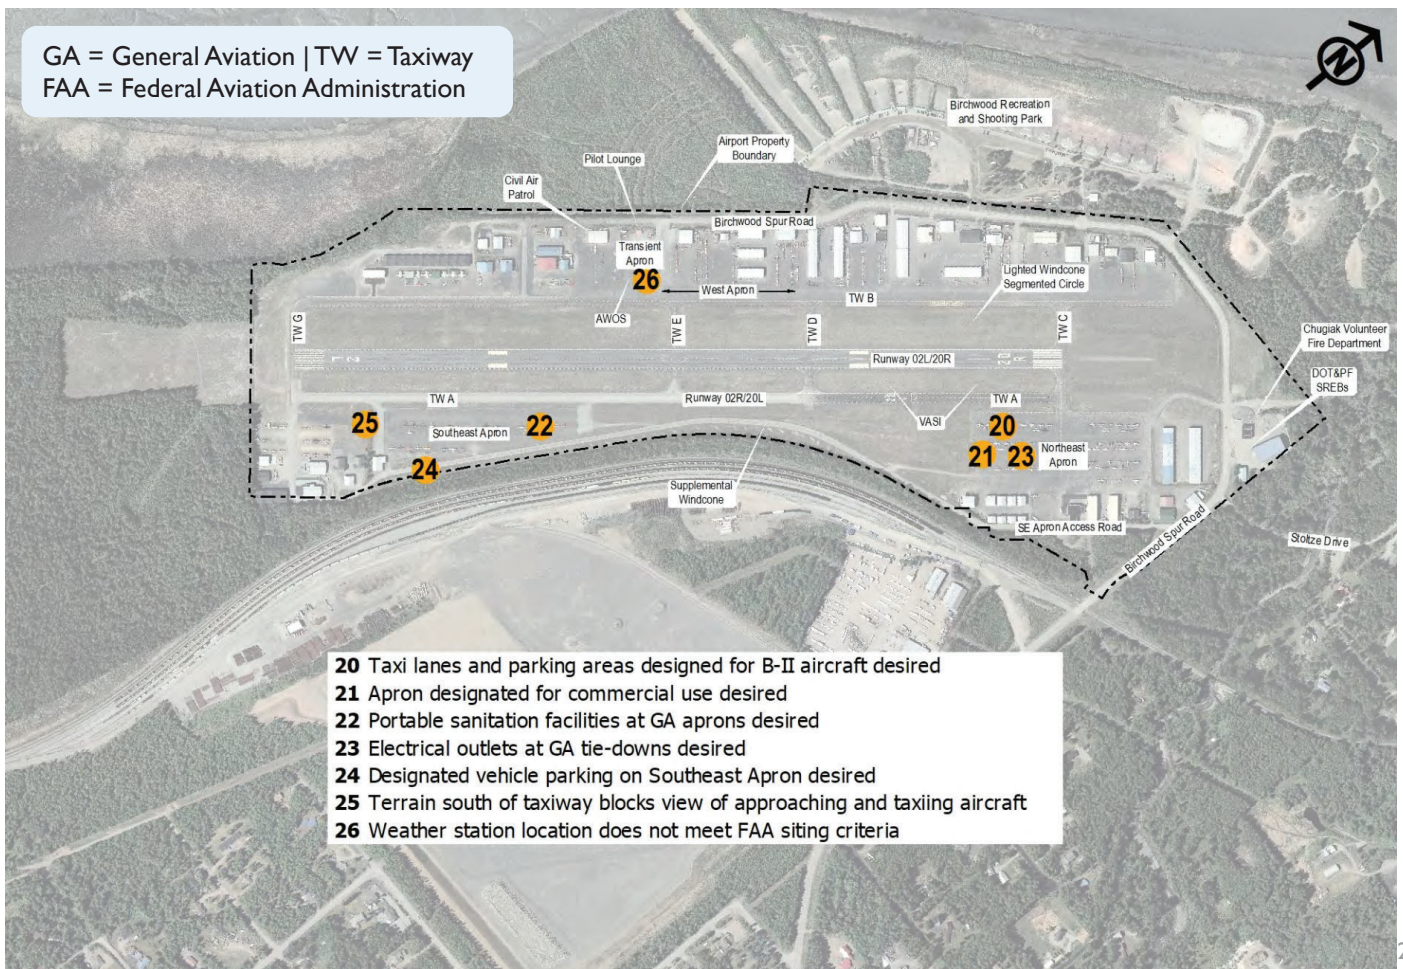 GA = General Aviation | TW = Taxiway
FAA = Federal Aviation Administration
N
Birchwood Recreation
and Shooting Park
Airport Property
Boundary
Pilot Lounge
Civil Air
Patrol
Birchwood Spur Road
Transient
Apron
26
West Apron
Lighted Windcone
Segmented Circle
TW B
AWOS
TW G
TW E
TW D
TW C
Chugiak Volunteer
Fire Department
Runway 02L/20R
20
R
DOT&PF
SREBs
TW A
Runway 02R/20L
TW A
VASI
25
Southeast Apron
22
20
24
21
23
Northeast
Apron
Supplemental
Windcone
SE Apron Access Road
Birchwood Spur Road
Stoltze Drive
20 Taxi lanes and parking areas designed for B-II aircraft desired
21 Apron designated for commercial use desired
22 Portable sanitation facilities at GA aprons desired
23 Electrical outlets at GA tie-downs desired
24 Designated vehicle parking on Southeast Apron desired
25 Terrain south of taxiway blocks view of approaching and taxiing aircraft
26 Weather station location does not meet FAA siting criteria